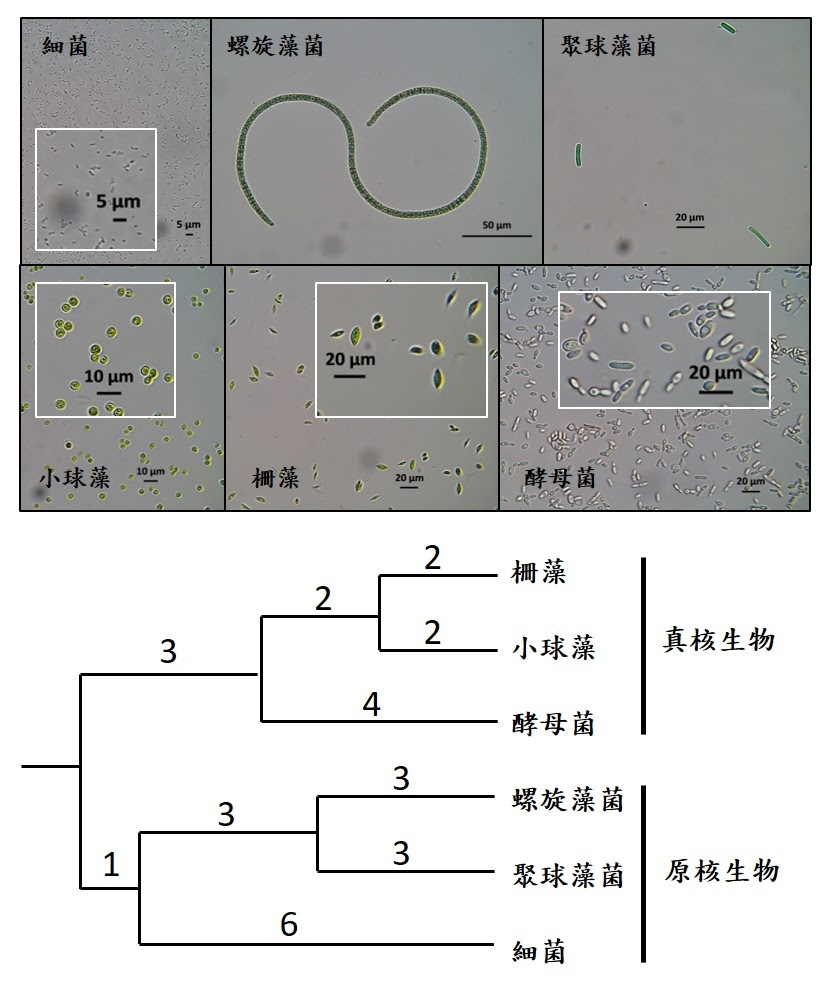 細菌
5 μm
5 μm
螺旋藻菌
50 μm
聚球藻菌
20 μm
10 μm
小球藻
10 μm
20 μm
柵藻
20 μm
20 μm
酵母菌
20 μm
2
柵藻
2
2
小球藻
真核生物
3
4
酵母菌
3
螺旋藻菌
3
3
聚球藻菌
原核生物
1
6
細菌